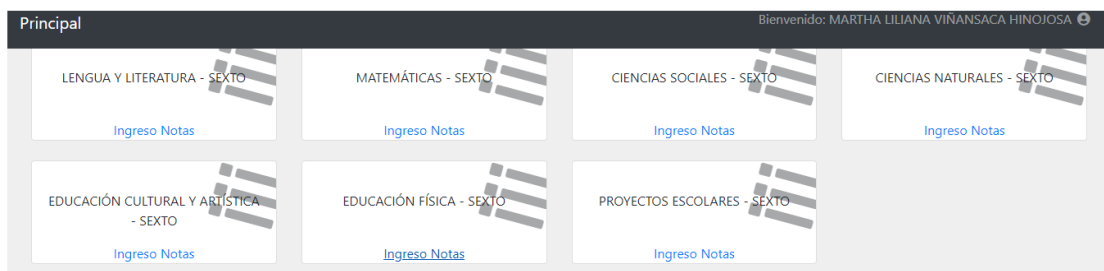 Principal
Bienvenido: MARTHA LILIANA VIÑANSACA HINOJOSA
LENGUA Y LITERATURA - SEXTO
Ingreso Notas
MATEMÁTICAS - SEXTO
Ingreso Notas
CIENCIAS SOCIALES - SEXTO
Ingreso Notas
CIENCIAS NATURALES - SEXTO
Ingreso Notas
EDUCACIÓN CULTURAL Y ARTÍSTICA
- SEXTO
Ingreso Notas
EDUCACIÓN FÍSICA - SEXTO
Ingreso Notas
PROYECTOS ESCOLARES - SEXTO
Ingreso Notas